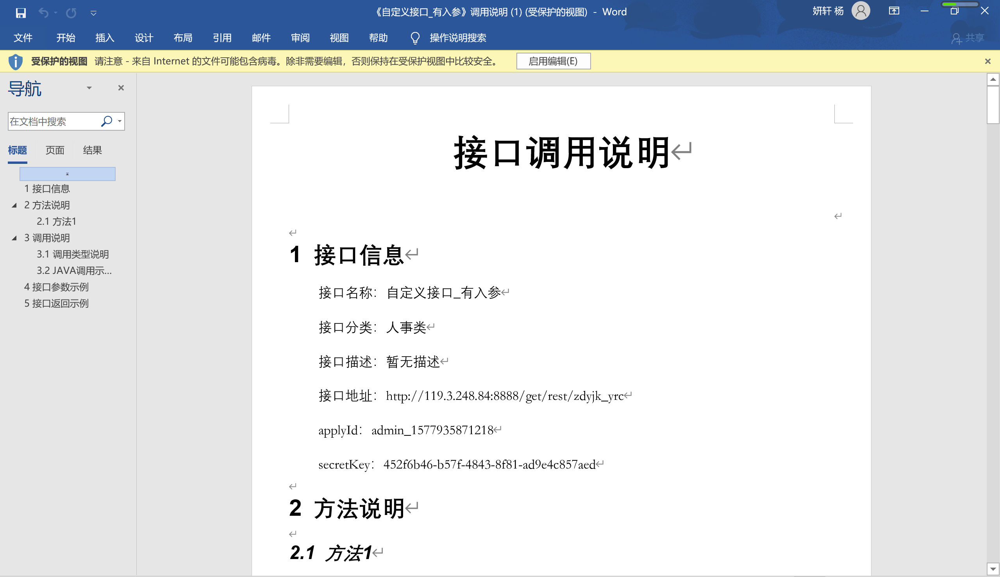 《自定义接口_有入参》调用说明 (1) (受保护的视图) - Word
妍轩 杨
文件 开始 插入 设计 布局 引用 邮件 审阅 视图 帮助 操作说明搜索 共享
受保护的视图 请注意 - 来自 Internet 的文件可能包含病毒。除非需要编辑，否则保持在受保护视图中比较安全。 启用编辑(E)
导航
在文档中搜索
标题 页面 结果
1 接口信息
2 方法说明
2.1 方法1
3 调用说明
3.1 调用类型说明
3.2 JAVA调用示...
4 接口参数示例
5 接口返回示例
接口调用说明
1 接口信息
接口名称：自定义接口_有入参
接口分类：人事类
接口描述：暂无描述
接口地址：http://119.3.248.84:8888/get/rest/zdyjk_yrc
applyId：admin_1577935871218
secretKey：452f6b46-b57f-4843-8f81-ad9e4c857aed
2 方法说明
2.1 方法1